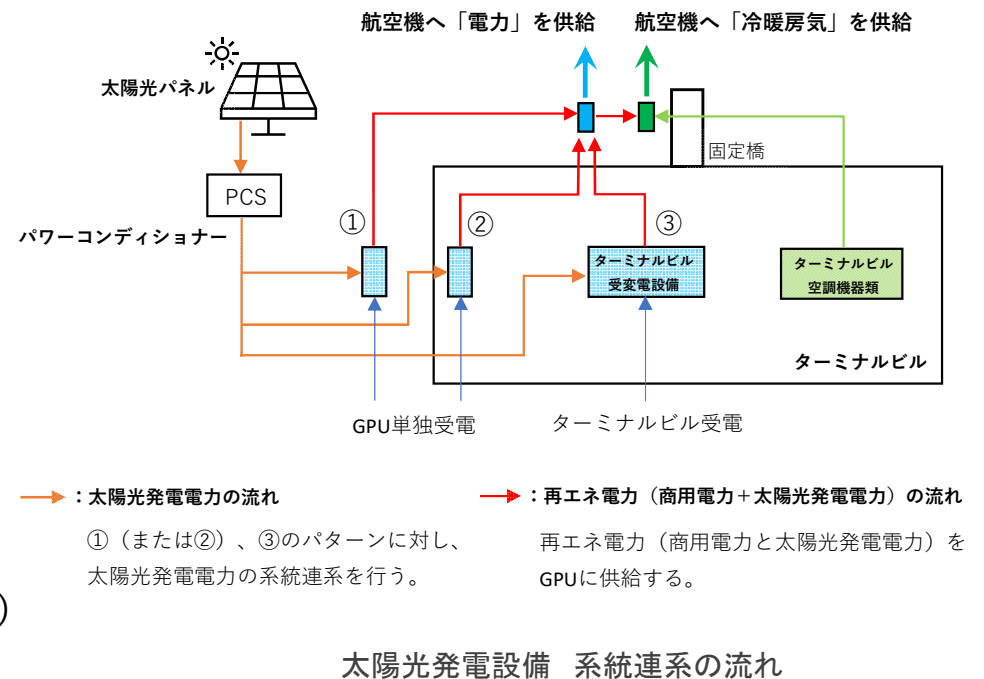 航空機へ「電力」を供給
航空機へ「冷暖房気」を供給
太陽光パネル
固定橋
PCS
パワーコンディショナー
①
②
③
ターミナルビル
受変電設備
ターミナルビル
空調機器類
ターミナルビル
GPU単独受電
ターミナルビル受電
：太陽光発電電力の流れ
①（または②）、③のパターンに対し、
太陽光発電電力の系統連系を行う。
：再エネ電力（商用電力＋太陽光発電電力）の流れ
再エネ電力（商用電力と太陽光発電電力）を
GPUに供給する。
）
太陽光発電設備　系統連系の流れ